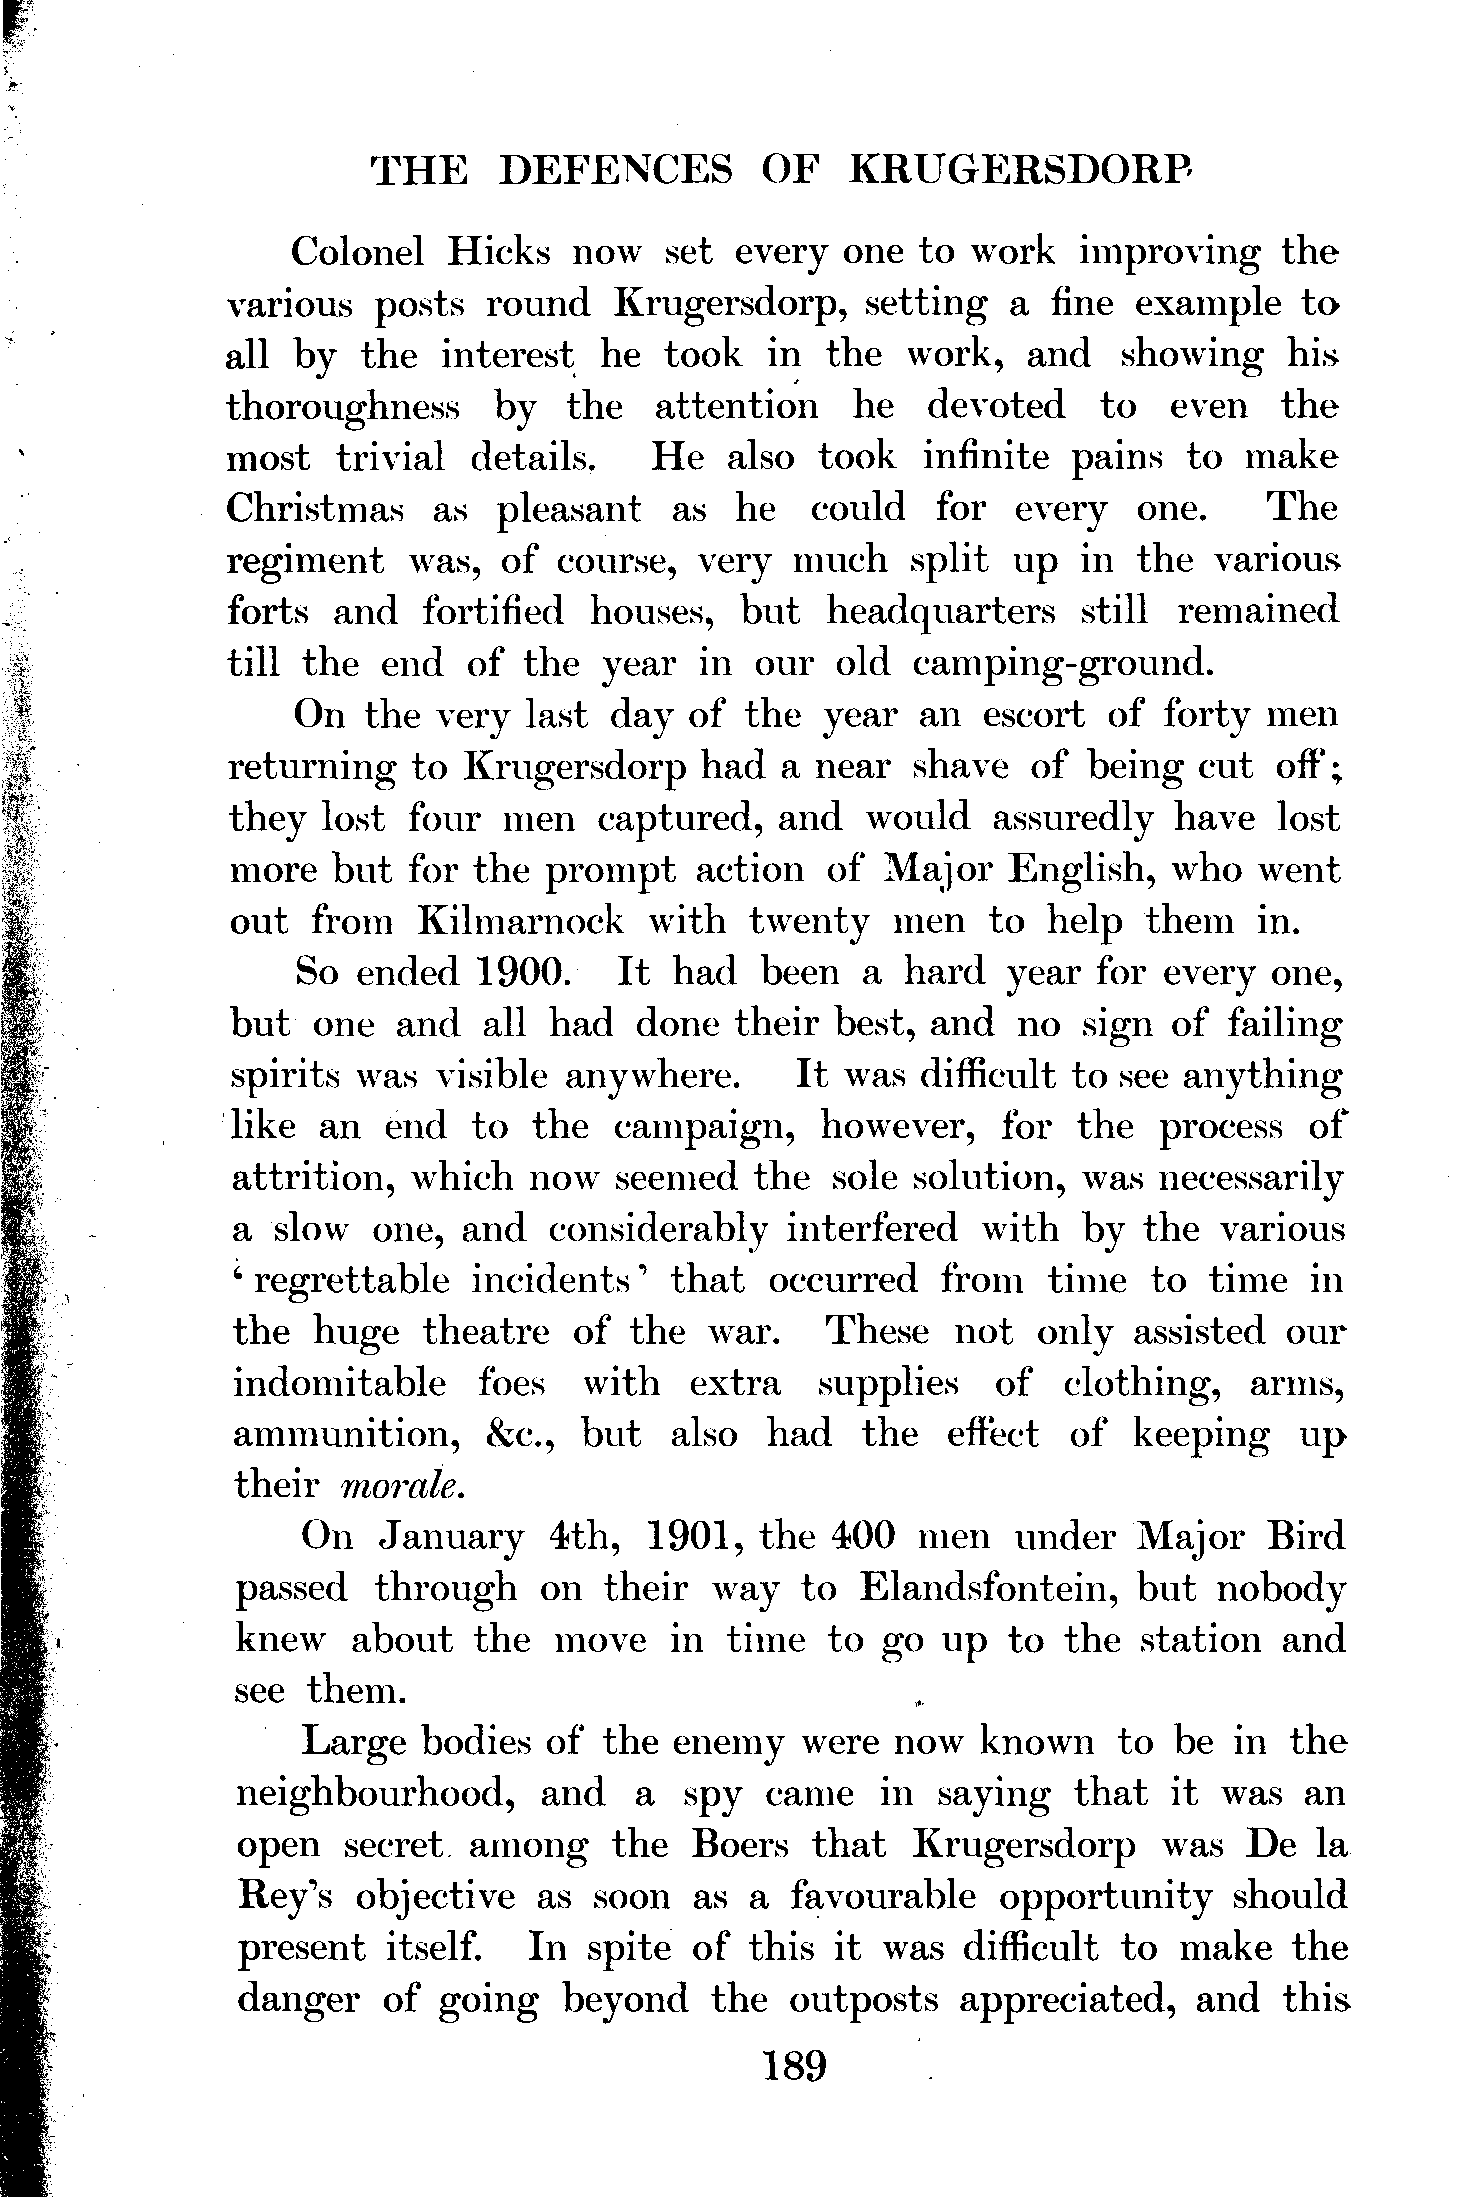 THE DEFENCES OF KRUGERSDORP
Colonel Hicks now set every one to work improving the
various posts round Krugersdorp, setting a fine example to
all by the interest he took in the work, and showing his
thoroughness by the attention he devoted to even the
most trivial details. He also took infinite pains to make
Christmas as pleasant as he could for every one. The
regiment was, of course, very much split up in the various
forts and fortified houses, but headquarters still remained
till the end of the year in our old camping-ground.
On the very last day of the year an escort of forty men
returning to Krugersdorp had a near shave of being cut off;
they lost four men captured, and would assuredly have lost
more but for the prompt action of Major English, who went
out from Kilmarnock with twenty men to help them in.
So ended 1900. It had been a hard year for every one,
but one and all had done their best, and no sign of failing
spirits was visible anywhere. It was difficult to see anything
like an end to the campaign, however, for the process of
attrition, which now seemed the sole solution, was necessarily
a slow one, and considerably interfered with by the various
‘regrettable incidents’ that occurred from time to time in
the huge theatre of the war. These not only assisted our
indomitable foes with extra supplies of clothing, arms,
ammunition, &c., but also had the effect of keeping up
their morale.
On January 4th, 1901, the 400 men under Major Bird
passed through on their way to Elandsfontein, but nobody
knew about the move in time to go up to the station and
see them.
Large bodies of the enemy were now known to be in the
neighbourhood, and a spy came in saying that it was an
open secret among the Boers that Krugersdorp was De la
Rey's objective as soon as a favourable opportunity should
present itself. In spite of this it was difficult to make the
danger of going beyond the outposts appreciated, and this
189